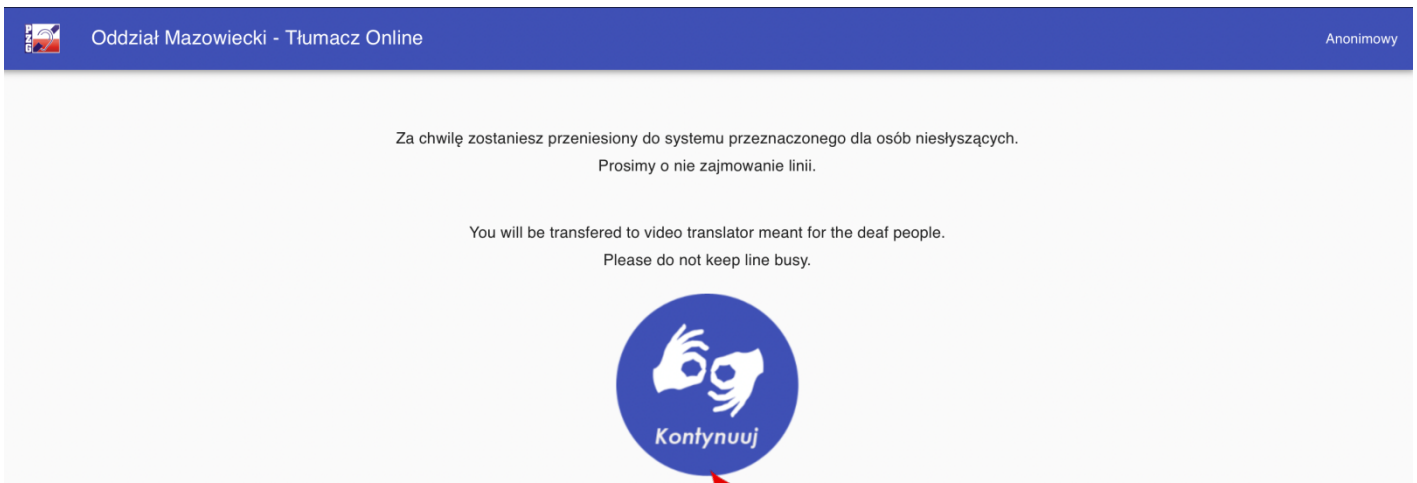 PZG
Oddział Mazowiecki - Tłumacz Online
Anonimowy
Za chwilę zostaniesz przeniesiony do systemu przeznaczonego dla osób niesłyszących.
Prosimy o nie zajmowanie linii.
You will be transfered to video translator meant for the deaf people.
Please do not keep line busy.
Kontynuuj